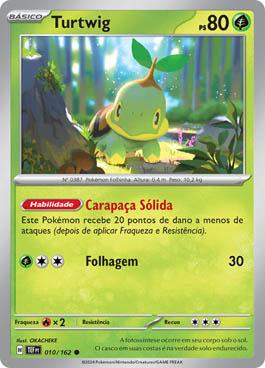 BÁSICO
Turtwig
PS80
Nº 0387 Pokémon Folhinha Altura: 0,4 m Peso: 10,2 kg
Habilidade Carapaça Sólida
Este Pokémon recebe 20 pontos de dano a menos de
ataques (depois de aplicar Fraqueza e Resistência).
Folhagem 30
Fraqueza ×2 Resistência Recuo
Ilust. OKACHEKE
H TEF PT 010/162
A fotossíntese ocorre em seu corpo sob o sol.
O casco em suas costas é na verdade solo endurecido.
©2024 Pokémon/Nintendo/Creatures/GAME FREAK